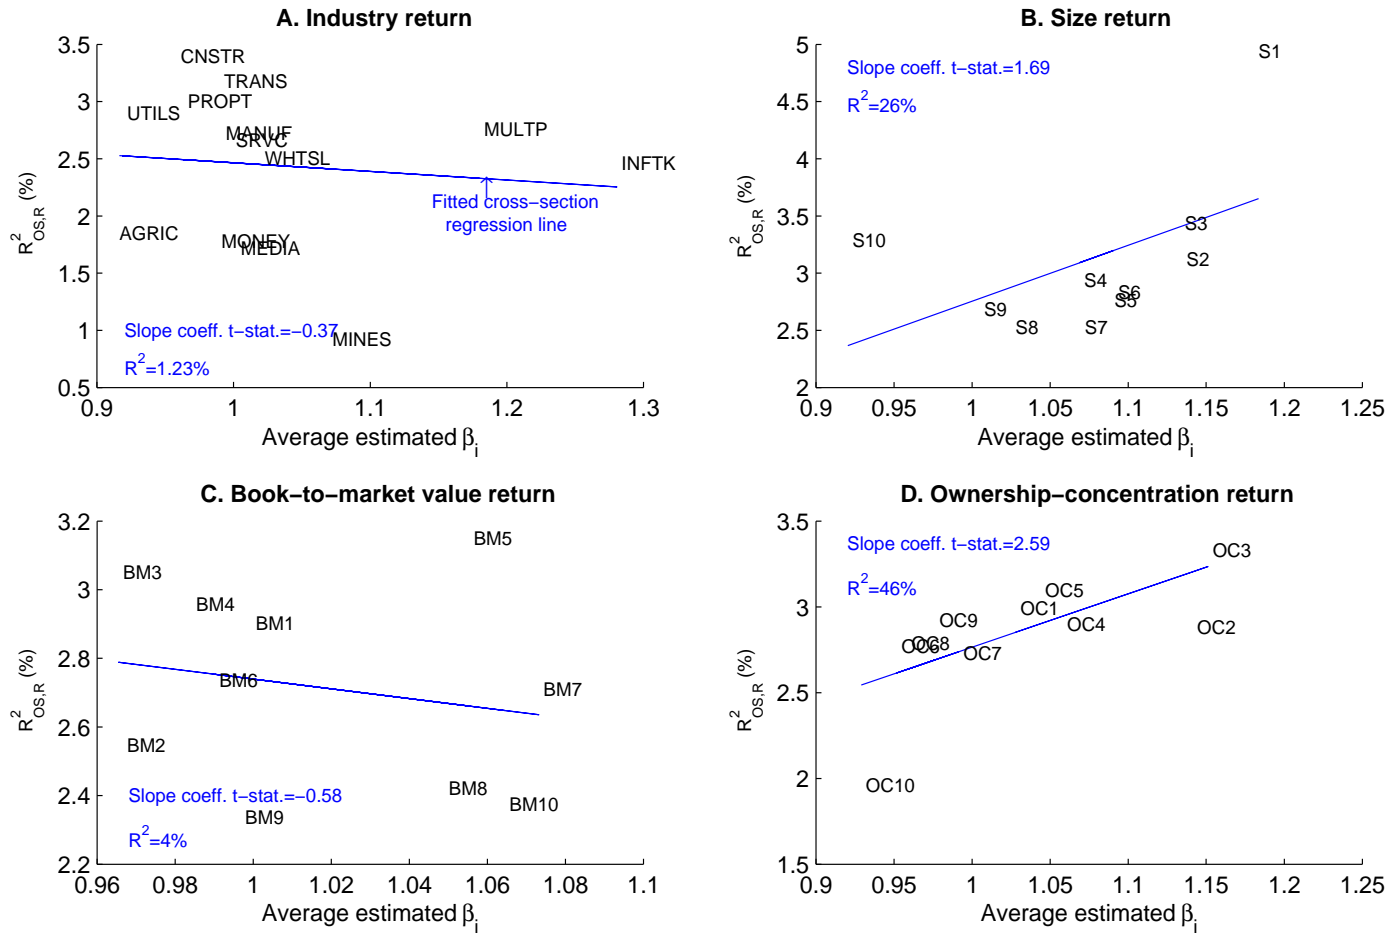 A. Industry return
3.5
3
2.5
2
1.5
1
0.5
R²OS,R (%)
CNSTR
TRANS
PROPT
UTILS
MANUF
SRVC
WHTSL
MULTP
INFTK
Fitted cross−section
regression line
AGRIC
MONEY
MEDIA
MINES
Slope coeff. t−stat.=−0.37
R²=1.23%
0.9 1 1.1 1.2 1.3
Average estimated βi
B. Size return
5
4.5
4
3.5
3
2.5
2
R²OS,R (%)
S1
Slope coeff. t−stat.=1.69
R²=26%
S3
S10
S2
S4
S6
S5
S9
S8
S7
0.9 0.95 1 1.05 1.1 1.15 1.2 1.25
Average estimated βi
C. Book−to−market value return
3.2
3
2.8
2.6
2.4
2.2
R²OS,R (%)
BM5
BM3
BM4
BM1
BM6
BM7
BM2
BM8
BM10
BM9
Slope coeff. t−stat.=−0.58
R²=4%
0.96 0.98 1 1.02 1.04 1.06 1.08 1.1
Average estimated βi
D. Ownership−concentration return
3.5
3
2.5
2
1.5
R²OS,R (%)
Slope coeff. t−stat.=2.59
R²=46%
OC3
OC5
OC1
OC9
OC4
OC2
OC8
OC6
OC7
OC10
0.9 0.95 1 1.05 1.1 1.15 1.2 1.25
Average estimated βi